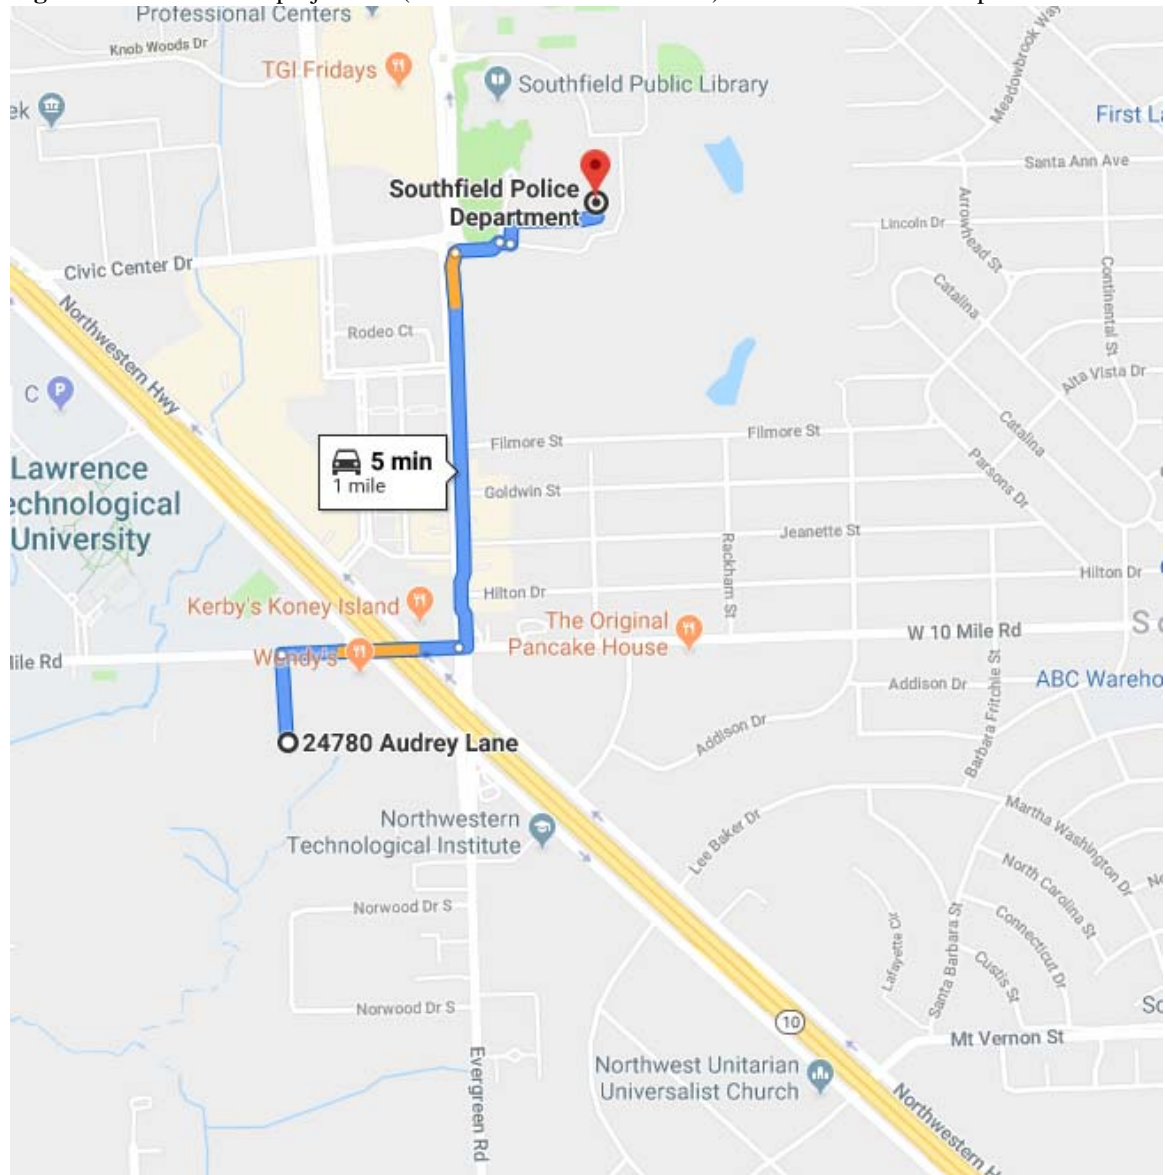 Professional Centers
Knob Woods Dr
TGI Fridays
Southfield Public Library
Meadowbrook Way
ek
First La
Santa Ann Ave
Southfield Police
Department
Lincoln Dr
Arrowhead St
Civic Center Dr
Continental St
Catalina
Northwestern Hwy
Rodeo Ct
Alta Vista Dr
C
P
Catalina
Filmore St
Filmore St
5 min
1 mile
Parsons Dr
Lawrence
echnological
University
Goldwin St
Jeanette St
Rackham St
Hilton Dr
Hilton Dr
Kerby's Koney Island
The Original
Pancake House
W 10 Mile Rd
Mile Rd
Wendy's
Barbara Fritchie St
Addison Dr
ABC Wareho
Addison Dr
24780 Audrey Lane
Northwestern
Technological Institute
Lee Baker Dr
Martha Washington Dr
North Carolina St
Norwood Dr S
Connecticut Dr
Lafayette Cir
Santa Barbara St
Custis St
Norwood Dr S
10
Mt Vernon St
Evergreen Rd
Northwest Unitarian
Universalist Church
Northwestern H